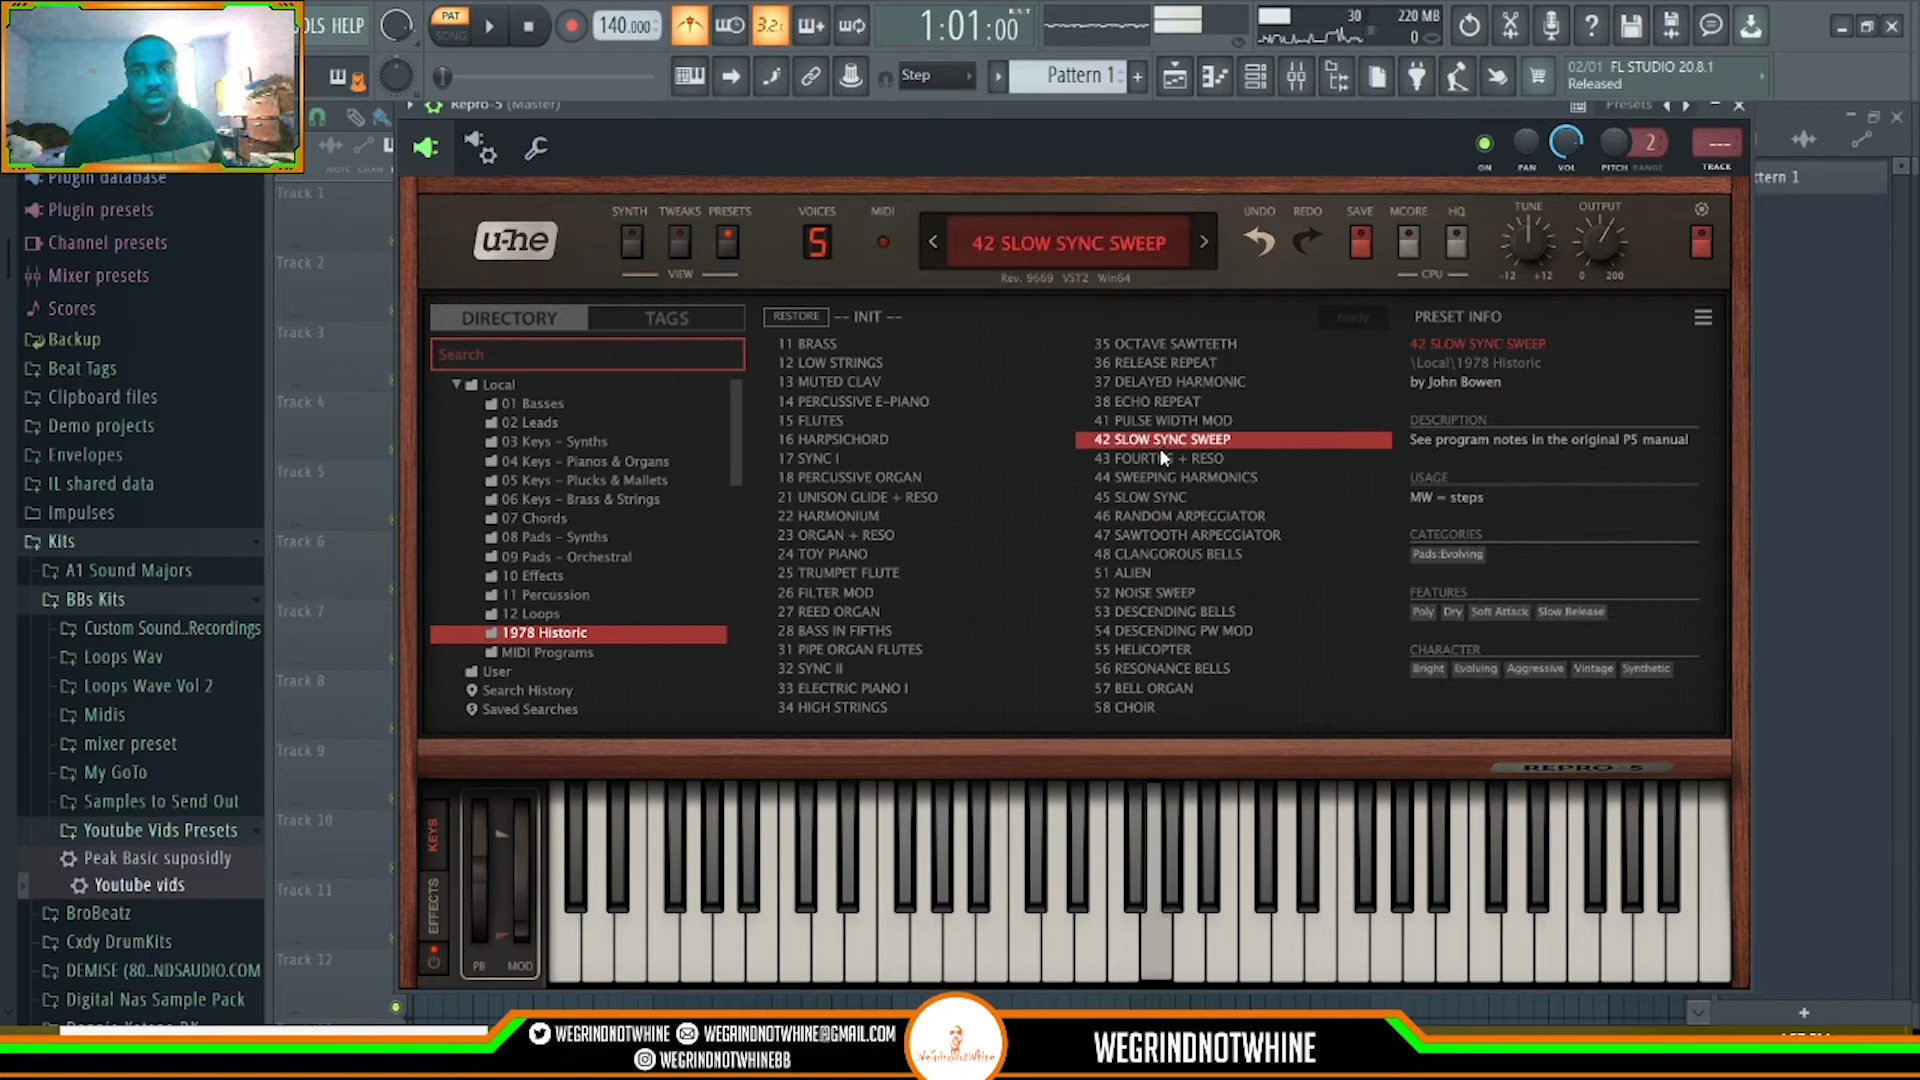 OLS HELP
PAT
SONG
140.000
3.2.
1:01:00
B:S:T
30
220 MB
0
Step
Pattern 1
02/01 FL STUDIO 20.8.1
Released
Repro-5 (Master)
Presets
ON
PAN
VOL
PITCH
RANGE
2
---
TRACK
NOTE CHAN
ttern 1
Plugin database
Plugin presets
Channel presets
Mixer presets
Scores
Backup
Beat Tags
Clipboard files
Demo projects
Envelopes
IL shared data
Impulses
Kits
A1 Sound Majors
BBs Kits
Custom Sound..Recordings
Loops Wav
Loops Wave Vol 2
Midis
mixer preset
My GoTo
Samples to Send Out
Youtube Vids Presets
Peak Basic suposidly
Youtube vids
BroBeatz
Cxdy DrumKits
DEMISE (80..NDSAUDIO.COM
Digital Nas Sample Pack
Track 1
Track 2
Track 3
Track 4
Track 5
Track 6
Track 7
Track 8
Track 9
Track 10
Track 11
Track 12
u-he
SYNTH
TWEAKS
PRESETS
VIEW
VOICES
5
MIDI
42 SLOW SYNC SWEEP
Rev. 9669 VST2 Win64
UNDO
REDO
SAVE
MCORE
HQ
CPU
TUNE
-12 +12
OUTPUT
0 200
DIRECTORY
TAGS
Search
Local
01 Basses
02 Leads
03 Keys - Synths
04 Keys - Pianos & Organs
05 Keys - Plucks & Mallets
06 Keys - Brass & Strings
07 Chords
08 Pads - Synths
09 Pads - Orchestral
10 Effects
11 Percussion
12 Loops
1978 Historic
MIDI Programs
User
Search History
Saved Searches
RESTORE
-- INIT --
ready
11 BRASS
12 LOW STRINGS
13 MUTED CLAV
14 PERCUSSIVE E-PIANO
15 FLUTES
16 HARPSICHORD
17 SYNC I
18 PERCUSSIVE ORGAN
21 UNISON GLIDE + RESO
22 HARMONIUM
23 ORGAN + RESO
24 TOY PIANO
25 TRUMPET FLUTE
26 FILTER MOD
27 REED ORGAN
28 BASS IN FIFTHS
31 PIPE ORGAN FLUTES
32 SYNC II
33 ELECTRIC PIANO I
34 HIGH STRINGS
35 OCTAVE SAWTEETH
36 RELEASE REPEAT
37 DELAYED HARMONIC
38 ECHO REPEAT
41 PULSE WIDTH MOD
42 SLOW SYNC SWEEP
43 FOURTHS + RESO
44 SWEEPING HARMONICS
45 SLOW SYNC
46 RANDOM ARPEGGIATOR
47 SAWTOOTH ARPEGGIATOR
48 CLANGOROUS BELLS
51 ALIEN
52 NOISE SWEEP
53 DESCENDING BELLS
54 DESCENDING PW MOD
55 HELICOPTER
56 RESONANCE BELLS
57 BELL ORGAN
58 CHOIR
PRESET INFO
42 SLOW SYNC SWEEP
\Local\1978 Historic
by John Bowen
DESCRIPTION
See program notes in the original P5 manual
USAGE
MW = steps
CATEGORIES
Pads:Evolving
FEATURES
Poly Dry Soft Attack Slow Release
CHARACTER
Bright Evolving Aggressive Vintage Synthetic
REPRO-5
KEYS
EFFECTS
PB
MOD
WEGRINDNOTWHINE
WEGRINDNOTWHINE@GMAIL.COM
WEGRINDNOTWHINEBB
WeGrindNotWhine
WEGRINDNOTWHINE